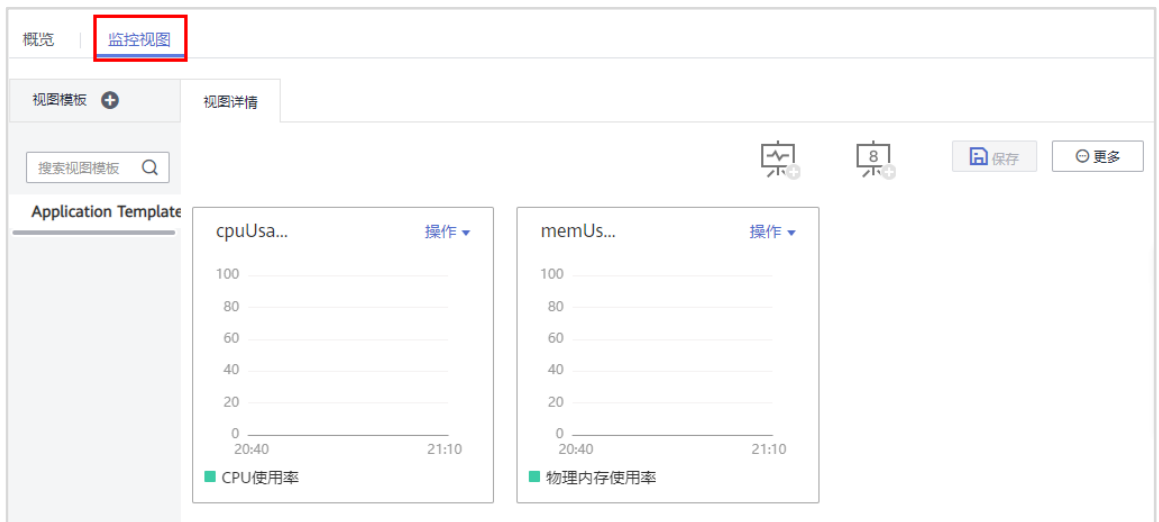 概览 监控视图
视图模板 视图详情
搜索视图模板
8
保存 更多
Application Template
cpuUsa... 操作
100
80
60
40
20
0
20:40 21:10
CPU使用率
memUs... 操作
100
80
60
40
20
0
20:40 21:10
物理内存使用率